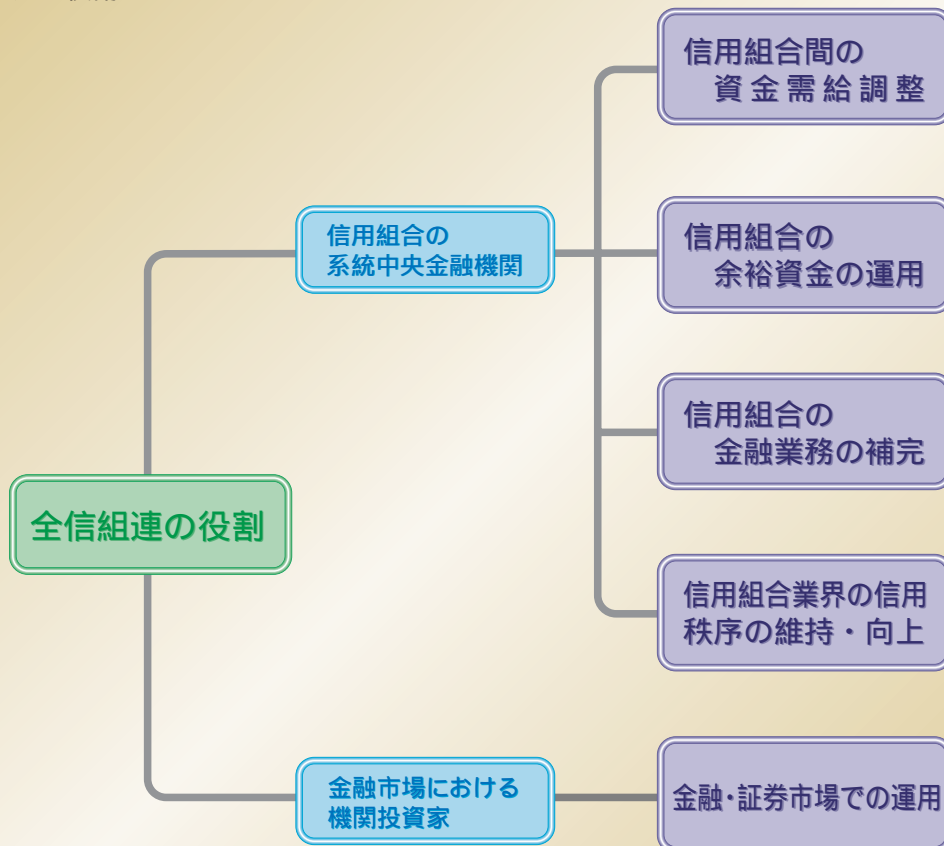 信用組合間の
資金需給調整
信用組合の
系統中央金融機関
信用組合の
余裕資金の運用
信用組合の
金融業務の補完
全信組連の役割
信用組合業界の信用
秩序の維持・向上
金融市場における
機関投資家
金融・証券市場での運用